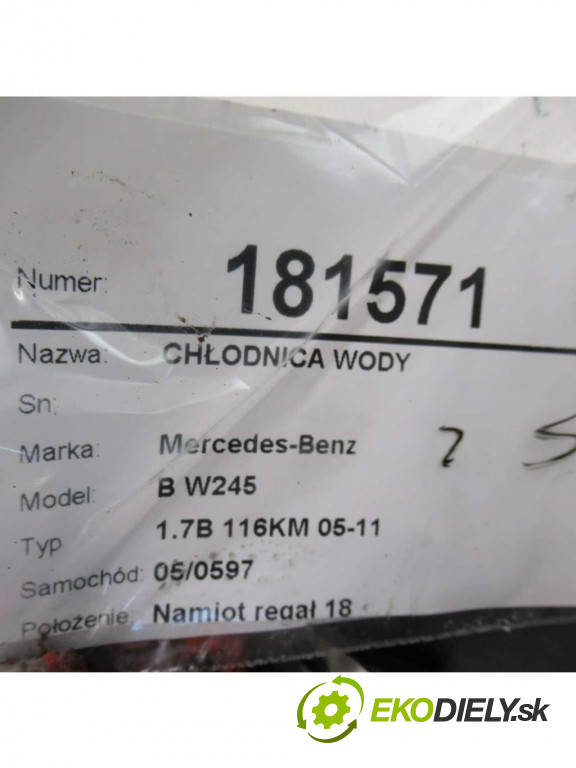 Numer: 181571
Nazwa: CHŁODNICA WODY
Sn:
Marka: Mercedes-Benz
Model: B W245
Typ 1.7B 116KM 05-11
Samochód: 05/0597
Położenie: Namiot regał 18
EKODIELY.sk